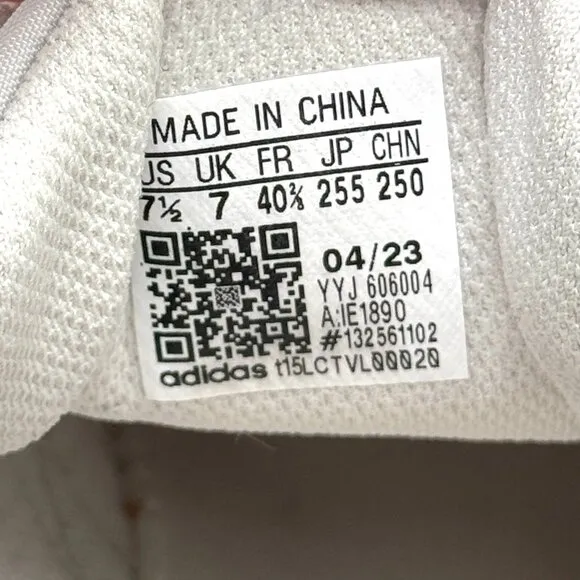 MADE IN CHINA
US UK FR JP CHN
7½ 7 40⅔ 255 250
04/23
YYJ 606004
A:IE1890
#132561102
adidas t15LCTVL00020